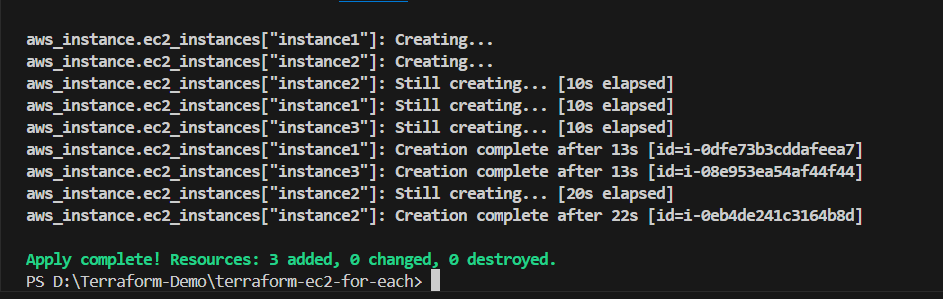 aws_instance.ec2_instances["instance1"]: Creating...
aws_instance.ec2_instances["instance2"]: Creating...
aws_instance.ec2_instances["instance2"]: Still creating... [10s elapsed]
aws_instance.ec2_instances["instance1"]: Still creating... [10s elapsed]
aws_instance.ec2_instances["instance3"]: Still creating... [10s elapsed]
aws_instance.ec2_instances["instance1"]: Creation complete after 13s [id=i-0dfe73b3cddafeea7]
aws_instance.ec2_instances["instance3"]: Creation complete after 13s [id=i-08e953ea54af44f44]
aws_instance.ec2_instances["instance2"]: Still creating... [20s elapsed]
aws_instance.ec2_instances["instance2"]: Creation complete after 22s [id=i-0eb4de241c3164b8d]
Apply complete! Resources: 3 added, 0 changed, 0 destroyed.
PS D:\Terraform-Demo\terraform-ec2-for-each>